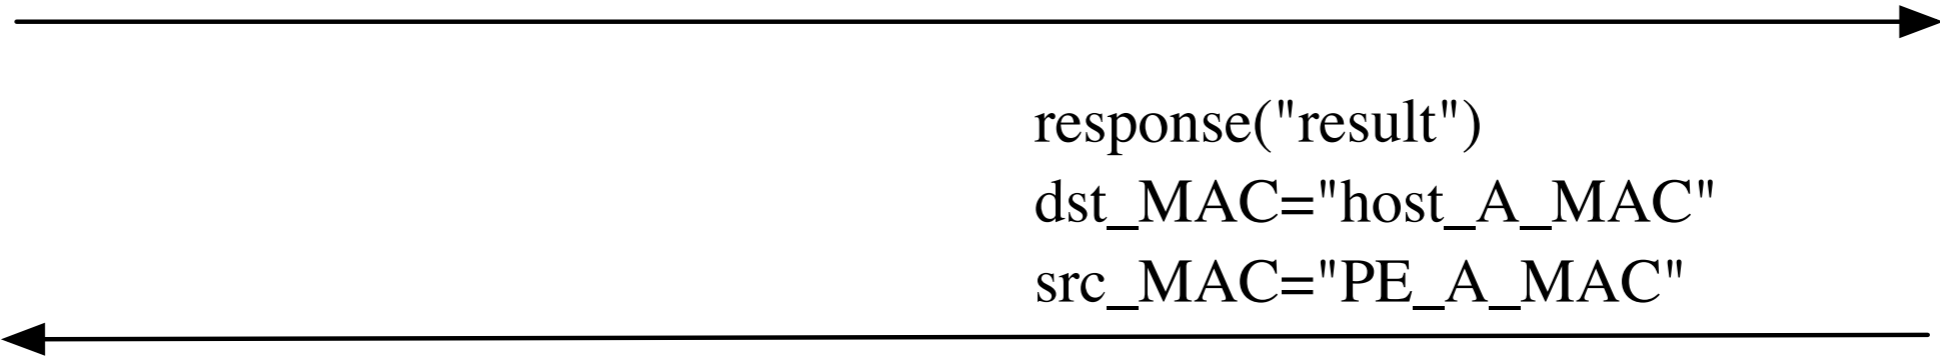 response("result")
dst_MAC="host_A_MAC"
src_MAC="PE_A_MAC"